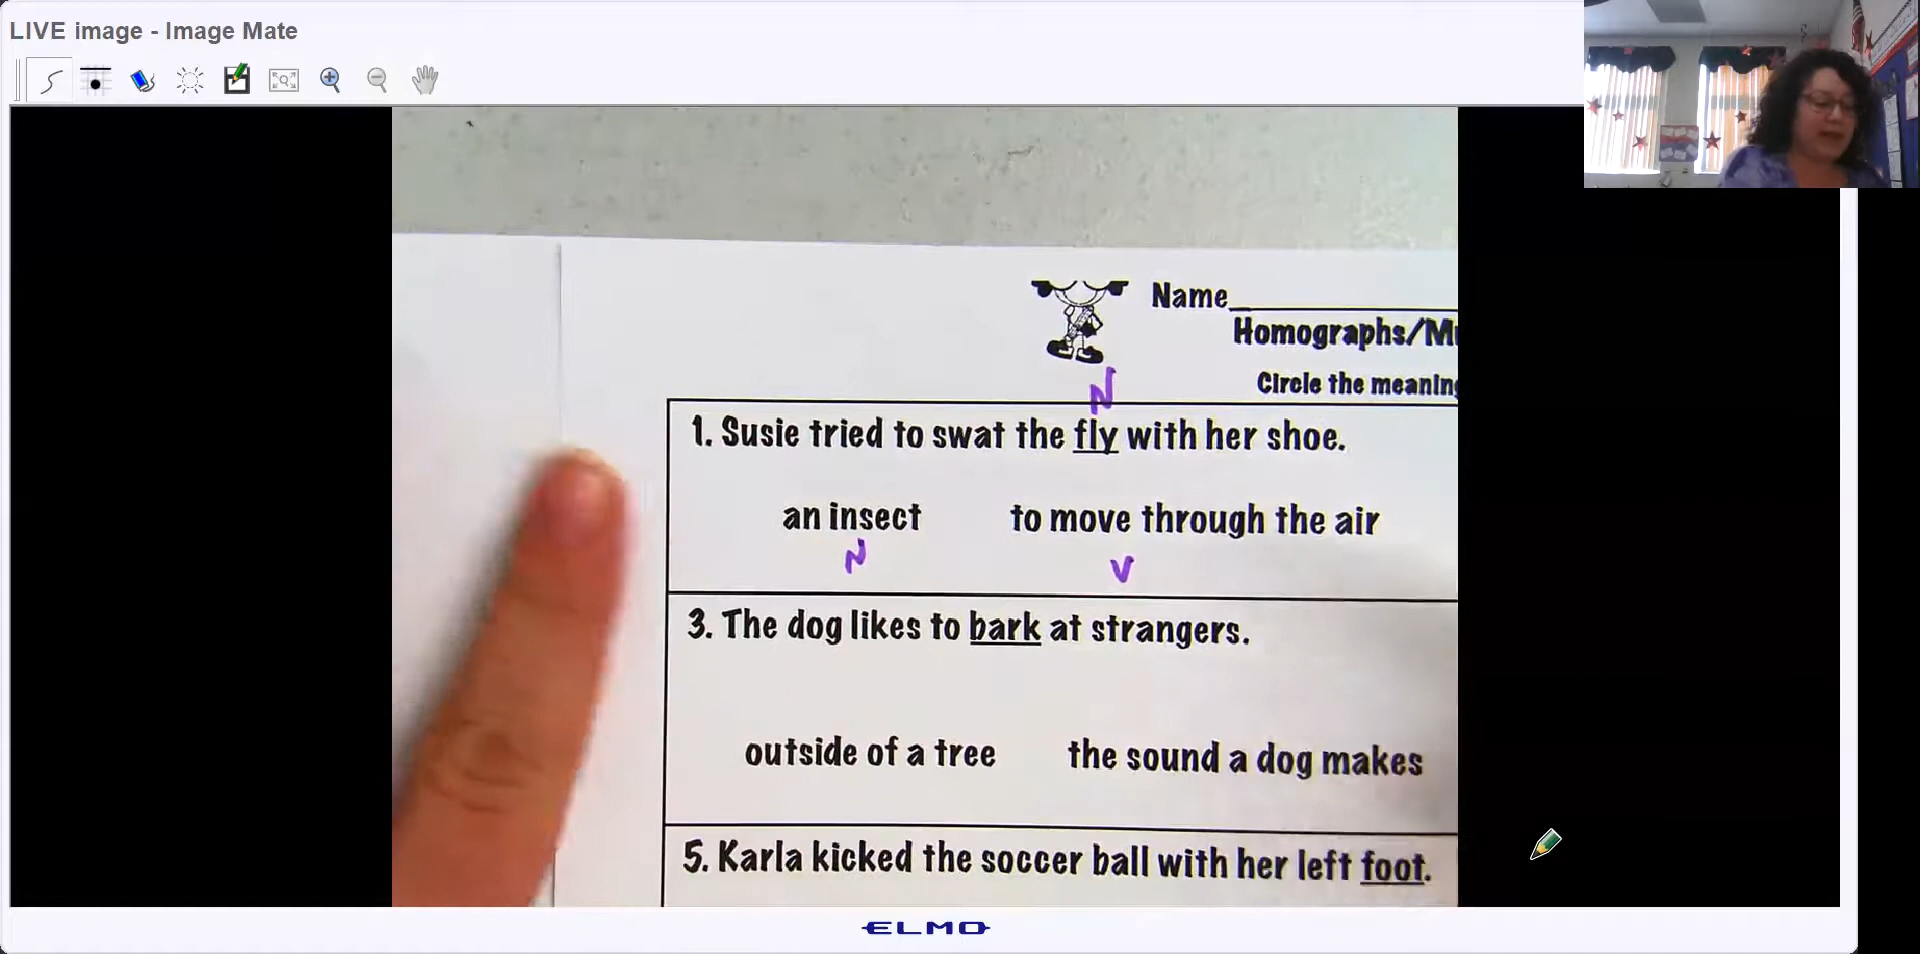 LIVE image - Image Mate
Name
Homographs/M
Circle the meaning
N
1. Susie tried to swat the fly with her shoe.
an insect to move through the air
N V
3. The dog likes to bark at strangers.
outside of a tree the sound a dog makes
5. Karla kicked the soccer ball with her left foot.
ELMO